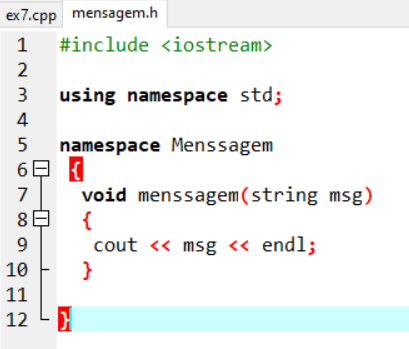 ex7.cpp mensagem.h
1 #include <iostream>
2
3 using namespace std;
4
5 namespace Menssagem
6 {
7 void menssagem(string msg)
8 {
9 cout << msg << endl;
10 }
11
12 }